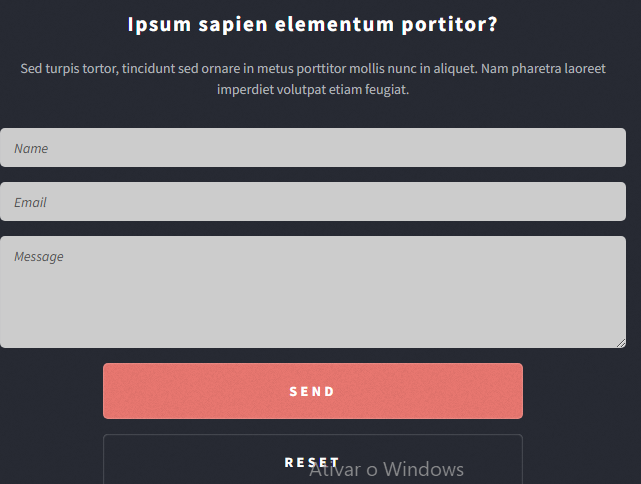 Ipsum sapien elementum portitor?
Sed turpis tortor, tincidunt sed ornare in metus porttitor mollis nunc in aliquet. Nam pharetra laoreet
imperdiet volutpat etiam feugiat.
Name
Email
Message
SEND
RESET
Ativar o Windows